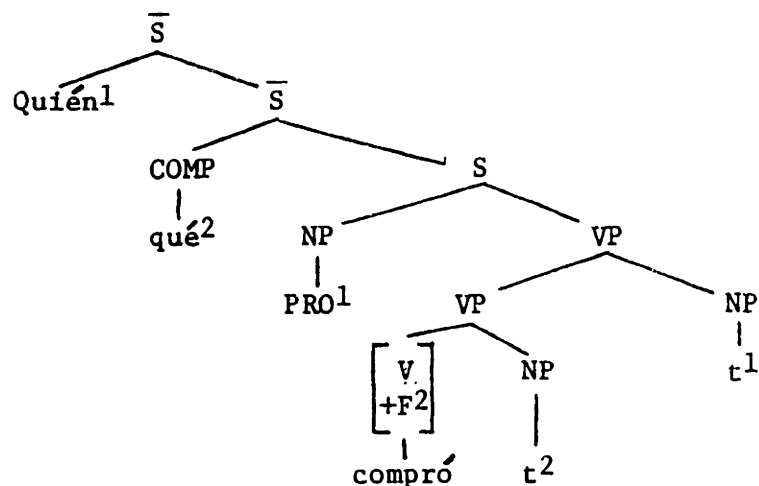 S̅
Quién¹ S̅
COMP S
qué² NP VP
PRO¹ VP NP
[V +F²] NP t¹
compró t²